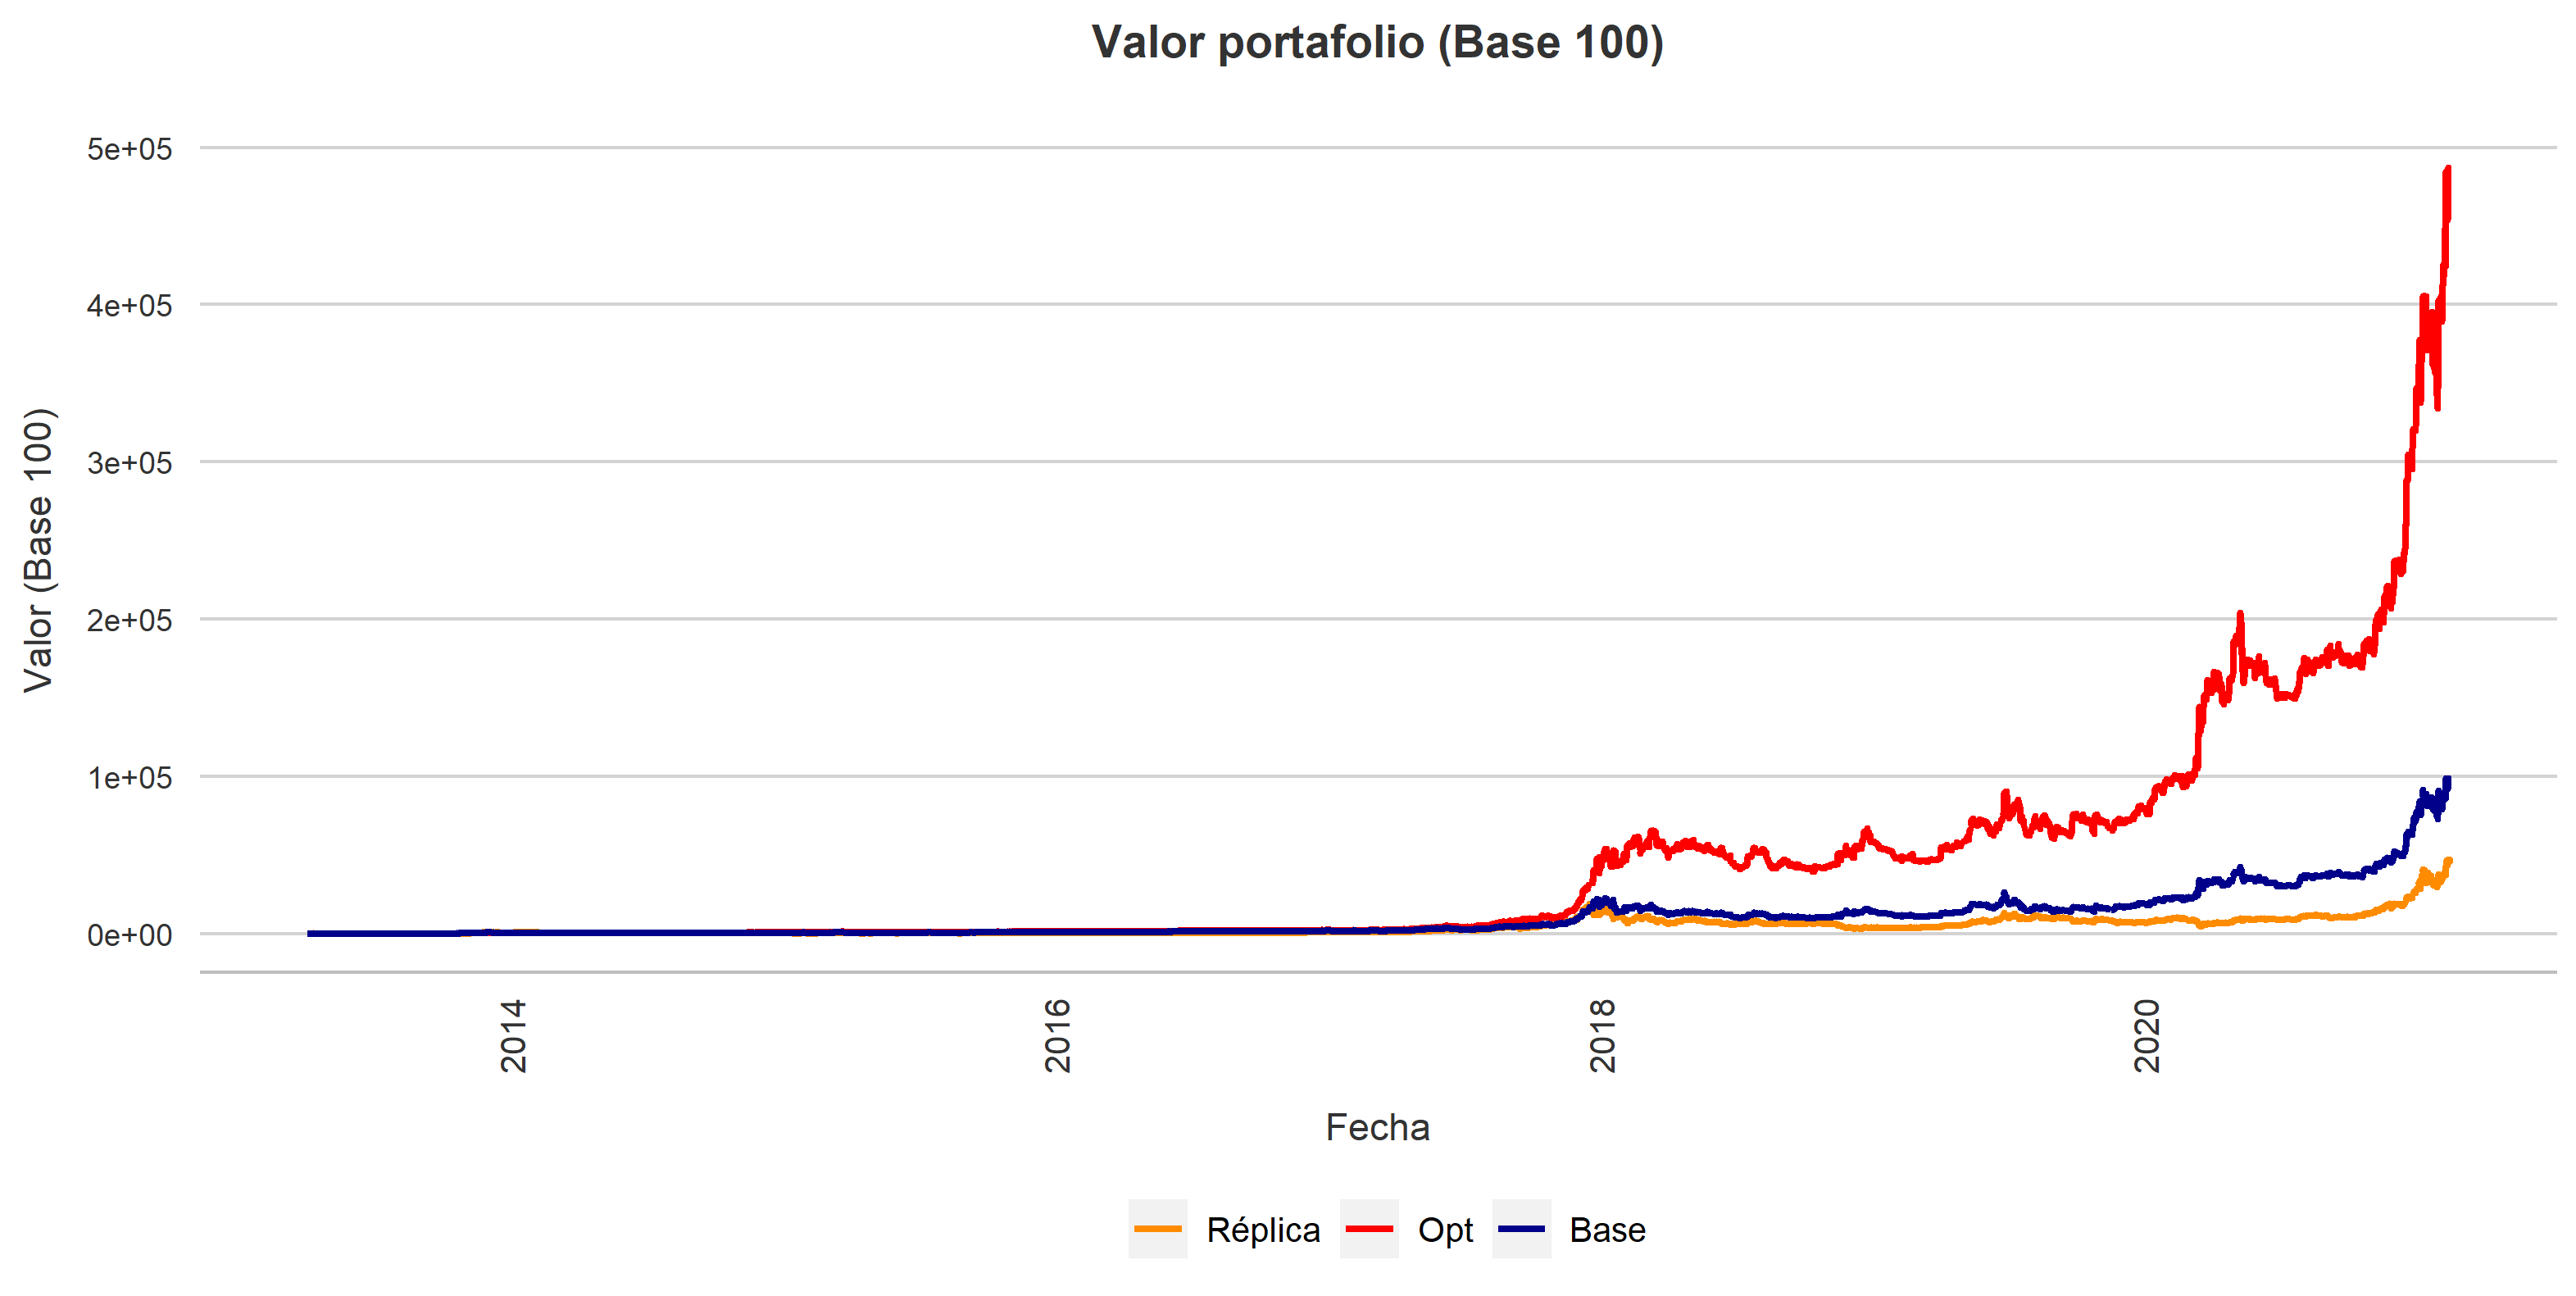 Valor portafolio (Base 100)
Valor (Base 100)
5e+05
4e+05
3e+05
2e+05
1e+05
0e+00
2014
2016
2018
2020
Fecha
Réplica
Opt
Base